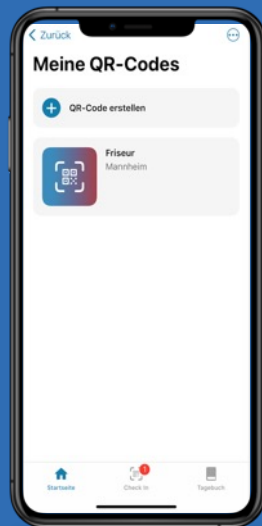 Zurück
Meine QR-Codes
QR-Code erstellen
Friseur
Mannheim
1
Startseite
Check In
Tagebuch